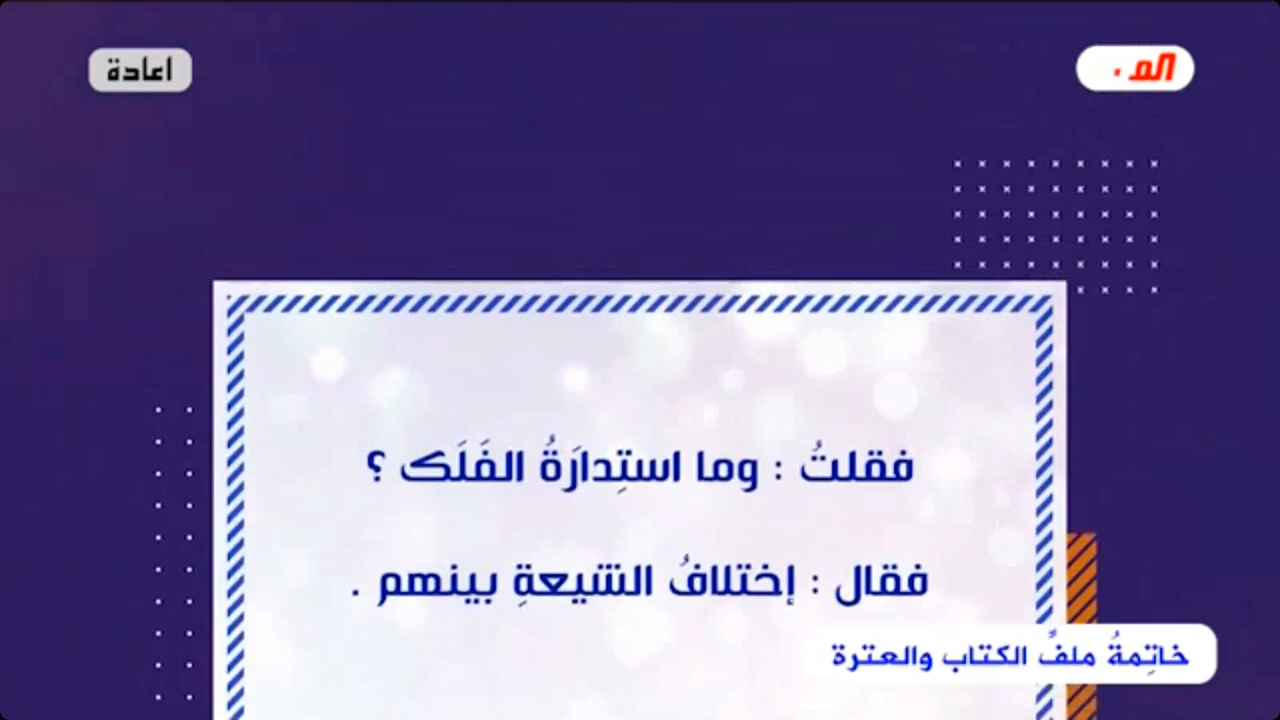 اعادة
فقلتُ : وما استِدارَةُ الفَلَك ؟
فقال : إختلافُ الشيعةِ بينهم .
خاتِمةُ ملفِّ الكتاب والعترة